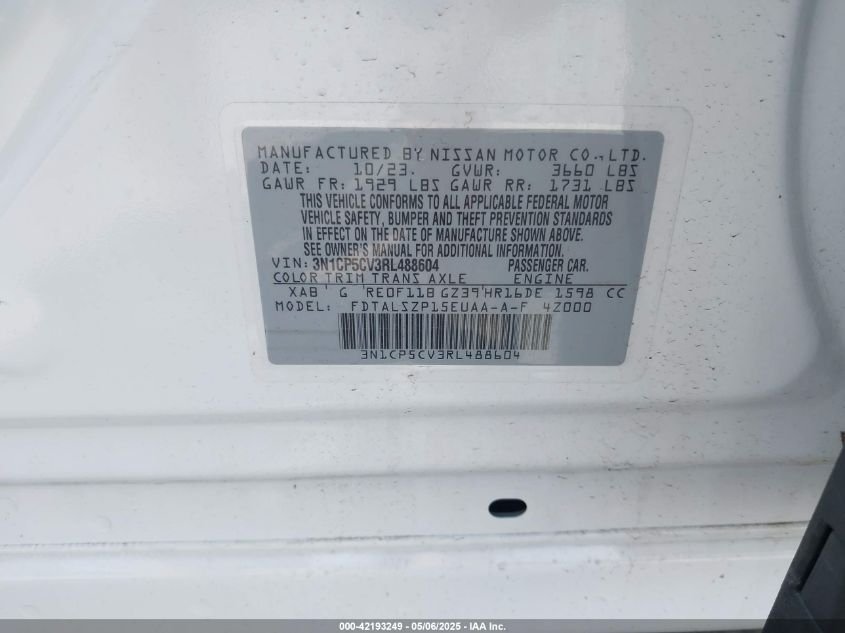 MANUFACTURED BY NISSAN MOTOR CO.,LTD.
DATE: 10/23. GVWR: 3660 LBS
GAWR FR: 1929 LBS GAWR RR: 1731 LBS
THIS VEHICLE CONFORMS TO ALL APPLICABLE FEDERAL MOTOR
VEHICLE SAFETY, BUMPER AND THEFT PREVENTION STANDARDS
IN EFFECT ON THE DATE OF MANUFACTURE SHOWN ABOVE.
SEE OWNER'S MANUAL FOR ADDITIONAL INFORMATION.
VIN: 3N1CP5CV3RL488604 PASSENGER CAR.
COLOR TRIM TRANS AXLE ENGINE
XAB ' G 'RE0F11B GZ39'HR16DE 1598 CC
MODEL: FDTALSZP15EUAA-A-F 4Z000
3N1CP5CV3RL488604
000-42193249 - 05/06/2025 - IAA Inc.